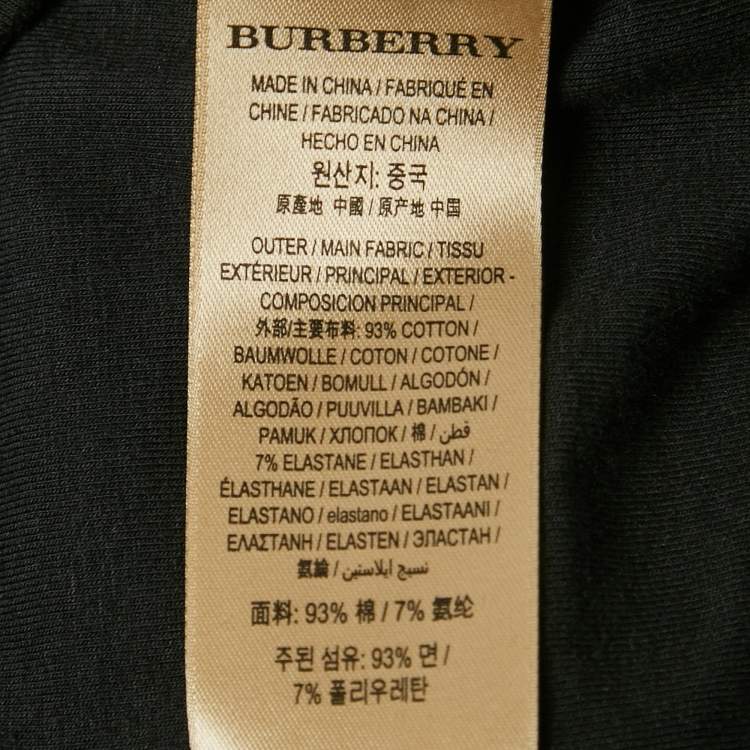 BURBERRY
MADE IN CHINA / FABRIQUÉ EN
CHINE / FABRICADO NA CHINA /
HECHO EN CHINA
원산지: 중국
原產地 中國 / 原产地 中国
OUTER / MAIN FABRIC / TISSU
EXTÉRIEUR / PRINCIPAL / EXTERIOR -
COMPOSICION PRINCIPAL /
外部/主要布料: 93% COTTON /
BAUMWOLLE / COTON / COTONE /
KATOEN / BOMULL / ALGODÓN /
ALGODÃO / PUUVILLA / BAMBAKI /
PAMUK / ХЛОПОК / 棉 / قطن /
7% ELASTANE / ELASTHAN /
ÉLASTHANE / ELASTAAN / ELASTAN /
ELASTANO / elastano / ELASTAANI /
ΕΛΑΣΤΑΝΗ / ELASTEN / ЭЛАСТАН /
氨綸 / نسيج ايلاستين /
面料: 93% 棉 / 7% 氨纶
주된 섬유: 93% 면 /
7% 폴리우레탄